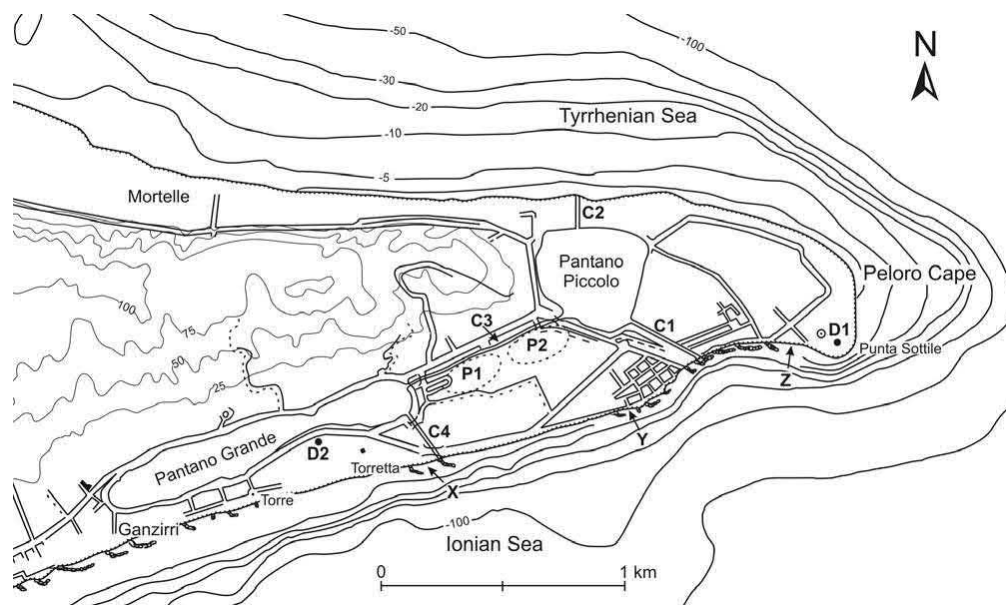 -50
-100
N
-30
-20
Tyrrhenian Sea
-10
-5
Mortelle
C2
Pantano
Piccolo
Peloro Cape
100
75
C3
C1
D1
50
P2
Punta Sottile
25
P1
Z
C4
Y
Pantano Grande
D2
Torretta
X
Torre
Ganzirri
-100
Ionian Sea
0
1 km